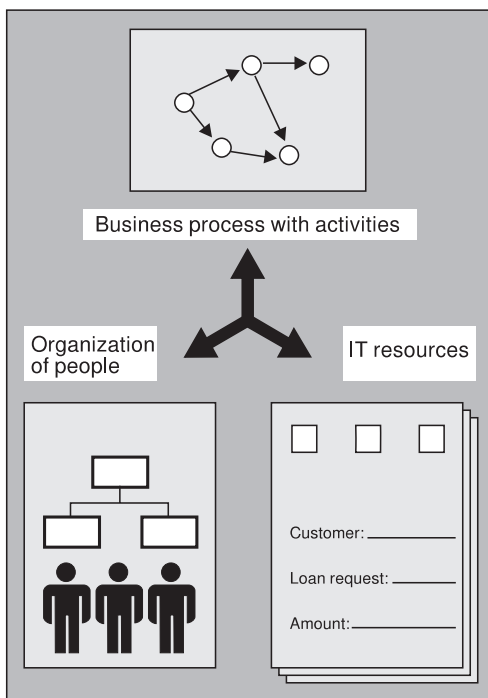 Business process with activities
Organization
of people
IT resources
Customer:
Loan request:
Amount: